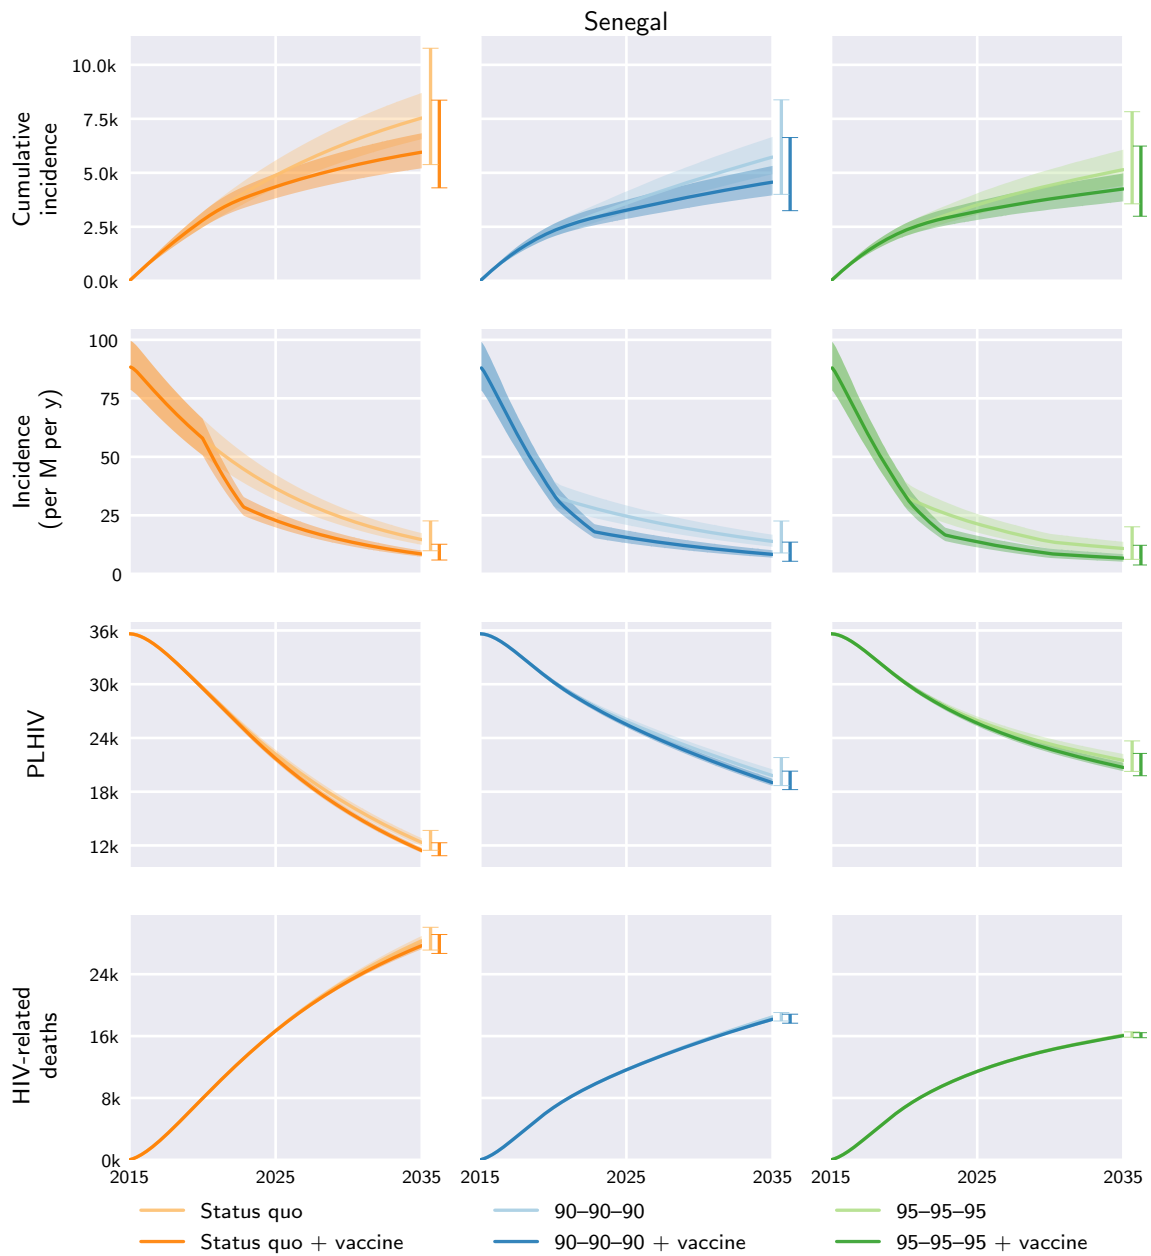 Senegal
Cumulative
incidence
10.0k
7.5k
5.0k
2.5k
0.0k
Incidence
(per M per y)
100
75
50
25
0
PLHIV
36k
30k
24k
18k
12k
HIV-related
deaths
24k
16k
8k
0k
2015 2025 2035 2015 2025 2035 2015 2025 2035
Status quo 90–90–90 95–95–95
Status quo + vaccine 90–90–90 + vaccine 95–95–95 + vaccine